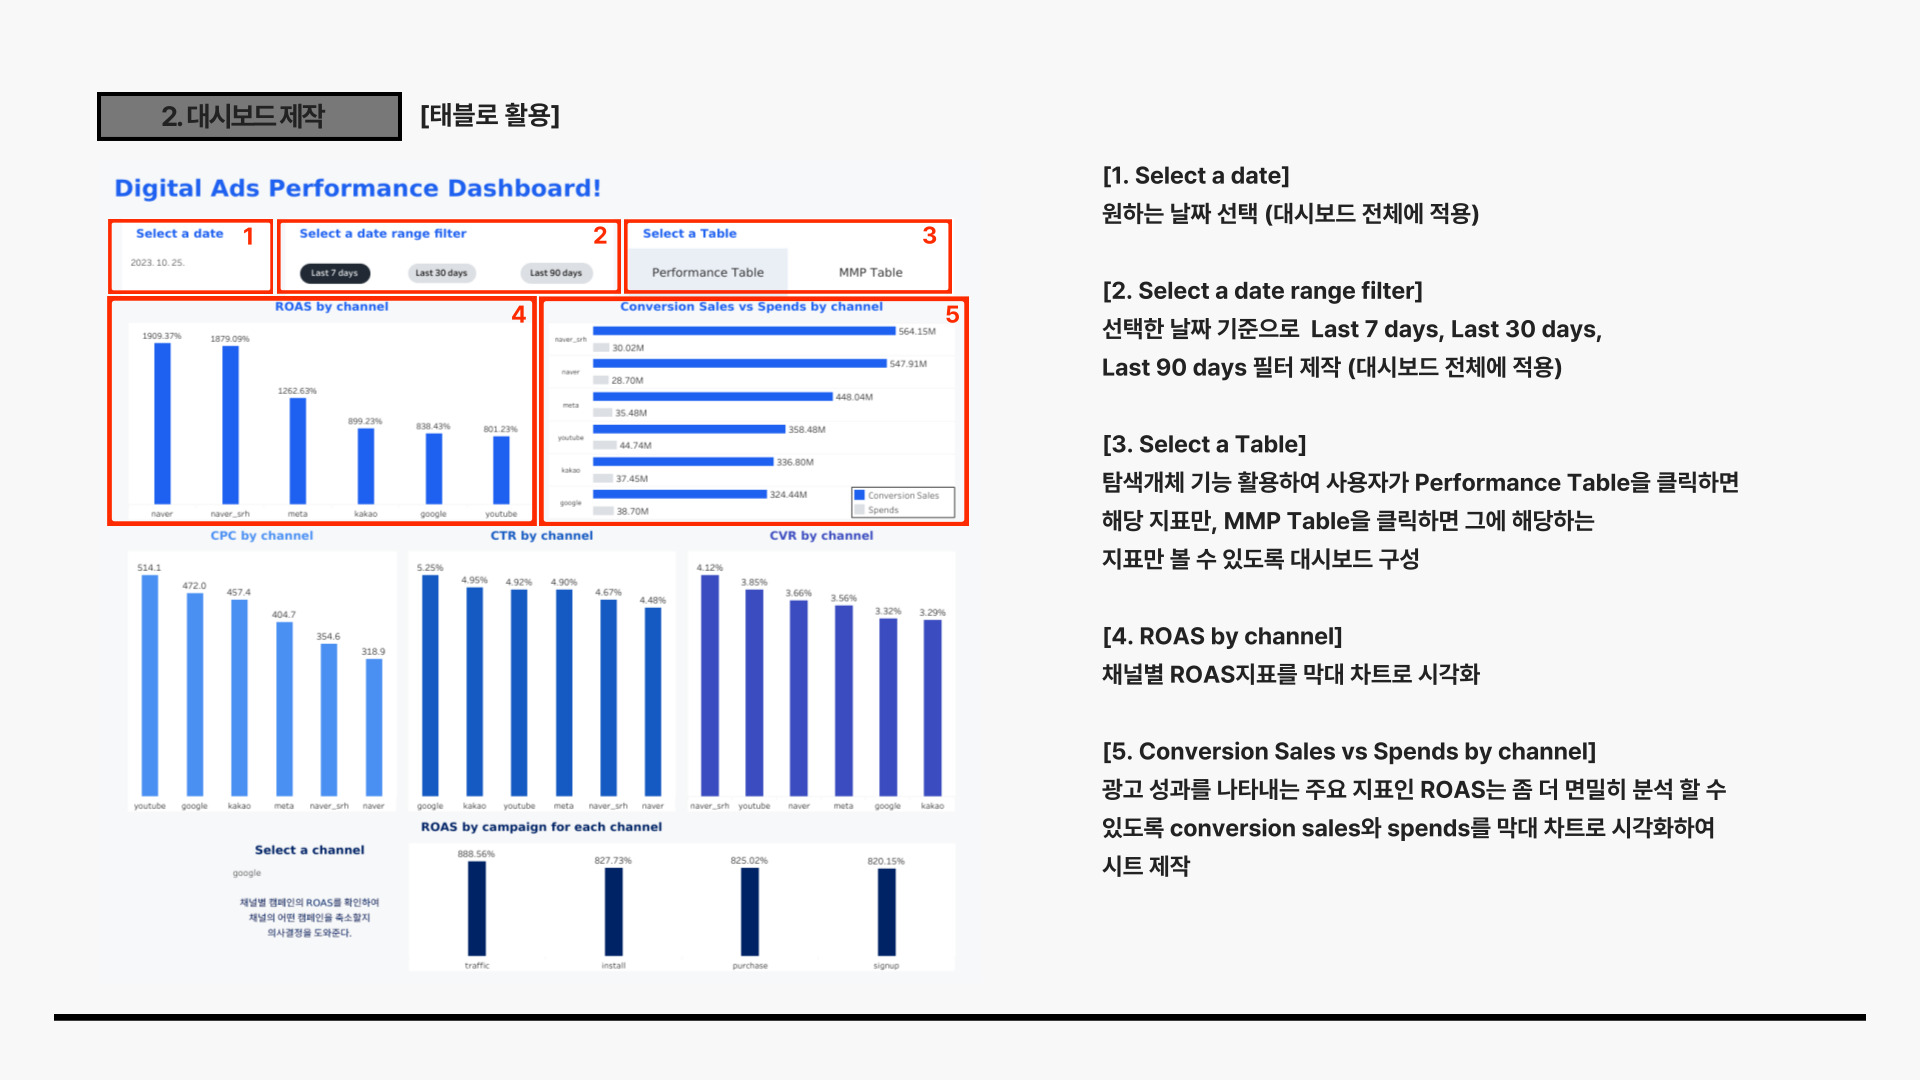 2. 대시보드 제작
[태블로 활용]
Digital Ads Performance Dashboard!
Select a date
1
2023. 10. 25.
Select a date range filter
2
Last 7 days
Last 30 days
Last 90 days
Select a Table
3
Performance Table
MMP Table
ROAS by channel
4
1909.37%
1879.09%
1262.63%
899.23%
838.43%
801.23%
naver
naver_srh
meta
kakao
google
youtube
Conversion Sales vs Spends by channel
5
naver_srh
564.15M
30.02M
naver
547.91M
28.70M
meta
448.04M
35.48M
youtube
358.48M
44.74M
kakao
336.80M
37.45M
google
324.44M
38.70M
Conversion Sales
Spends
CPC by channel
514.1
472.0
457.4
404.7
354.6
318.9
youtube
google
kakao
meta
naver_srh
naver
CTR by channel
5.25%
4.95%
4.92%
4.90%
4.67%
4.48%
google
kakao
youtube
meta
naver_srh
naver
CVR by channel
4.12%
3.85%
3.66%
3.56%
3.32%
3.29%
naver_srh
youtube
naver
meta
google
kakao
Select a channel
google
채널별 캠페인의 ROAS를 확인하여
채널의 어떤 캠페인을 축소할지
의사결정을 도와준다.
ROAS by campaign for each channel
888.56%
827.73%
825.02%
820.15%
traffic
install
purchase
signup
[1. Select a date]
원하는 날짜 선택 (대시보드 전체에 적용)
[2. Select a date range filter]
선택한 날짜 기준으로 Last 7 days, Last 30 days,
Last 90 days 필터 제작 (대시보드 전체에 적용)
[3. Select a Table]
탐색개체 기능 활용하여 사용자가 Performance Table을 클릭하면
해당 지표만, MMP Table을 클릭하면 그에 해당하는
지표만 볼 수 있도록 대시보드 구성
[4. ROAS by channel]
채널별 ROAS지표를 막대 차트로 시각화
[5. Conversion Sales vs Spends by channel]
광고 성과를 나타내는 주요 지표인 ROAS는 좀 더 면밀히 분석 할 수
있도록 conversion sales와 spends를 막대 차트로 시각화하여
시트 제작